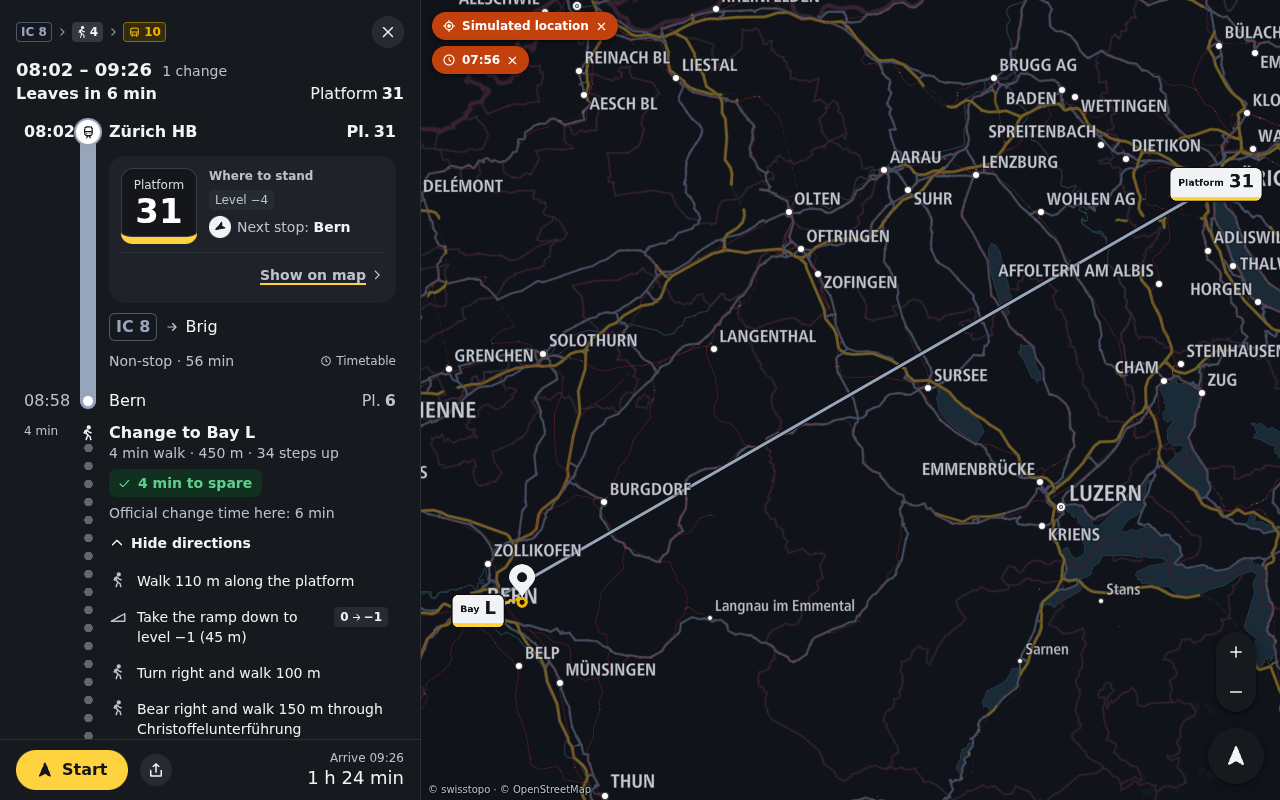 IC 8
4
10
08:02 – 09:26 1 change
Leaves in 6 min
Platform 31
08:02 Zürich HB Pl. 31
Platform
31
Where to stand
Level −4
Next stop: Bern
Show on map
IC 8 → Brig
Non-stop · 56 min
Timetable
08:58 Bern Pl. 6
4 min
Change to Bay L
4 min walk · 450 m · 34 steps up
4 min to spare
Official change time here: 6 min
Hide directions
Walk 110 m along the platform
Take the ramp down to
level −1 (45 m)
0 → −1
Turn right and walk 100 m
Bear right and walk 150 m through
Christoffelunterführung
Start
Arrive 09:26
1 h 24 min
Simulated location
07:56
REINACH BL
LIESTAL
AESCH BL
BRUGG AG
BÜLACH
BADEN
WETTINGEN
KLO
SPREITENBACH
DIETIKON
WA
AARAU
LENZBURG
Platform 31
DELÉMONT
OLTEN
SUHR
WOHLEN AG
OFTRINGEN
ADLISWIL
THALW
AFFOLTERN AM ALBIS
ZOFINGEN
HORGEN
SOLOTHURN
LANGENTHAL
GRENCHEN
STEINHAUSEN
CHAM
SURSEE
ZUG
IENNE
EMMENBRÜCKE
BURGDORF
LUZERN
KRIENS
ZOLLIKOFEN
BERN
Bay L
Stans
Langnau im Emmental
BELP
MÜNSINGEN
Sarnen
THUN
© swisstopo · © OpenStreetMap